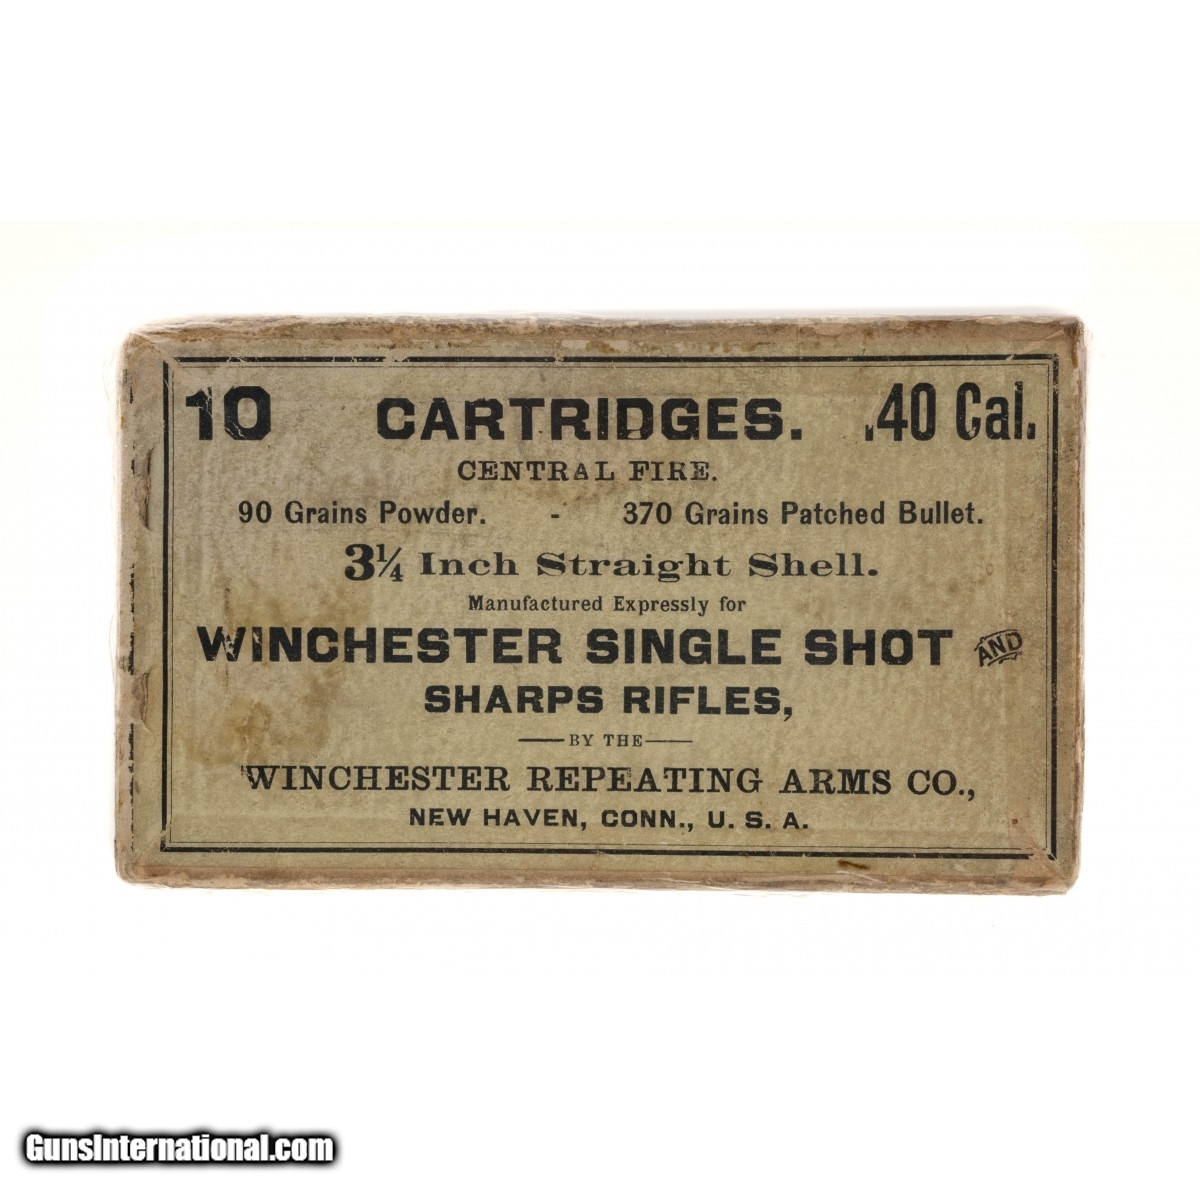 10 CARTRIDGES. .40 Cal.
CENTRAL FIRE.
90 Grains Powder. - 370 Grains Patched Bullet.
3¼ Inch Straight Shell.
Manufactured Expressly for
WINCHESTER SINGLE SHOT AND
SHARPS RIFLES,
BY THE
WINCHESTER REPEATING ARMS CO.,
NEW HAVEN, CONN., U. S. A.
GunsInternational.com